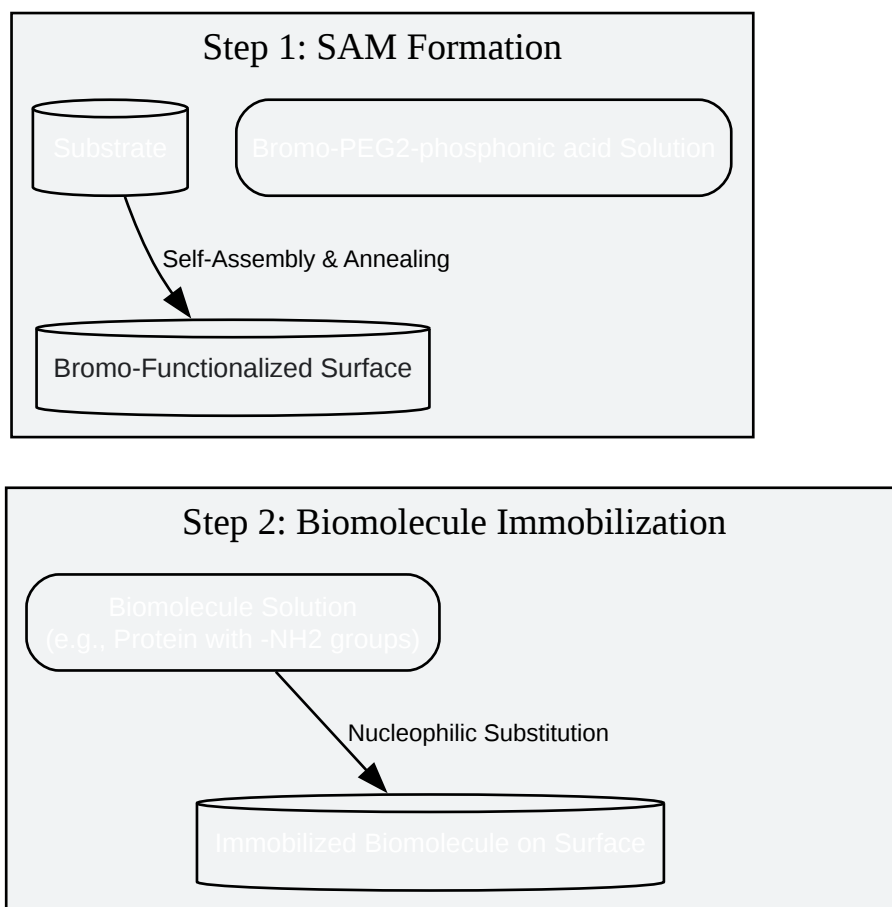 Step 1: SAM Formation
Substrate
Bromo-PEG2-phosphonic acid Solution
Self-Assembly & Annealing
Bromo-Functionalized Surface
Step 2: Biomolecule Immobilization
Biomolecule Solution
(e.g., Protein with -NH2 groups)
Nucleophilic Substitution
Immobilized Biomolecule on Surface